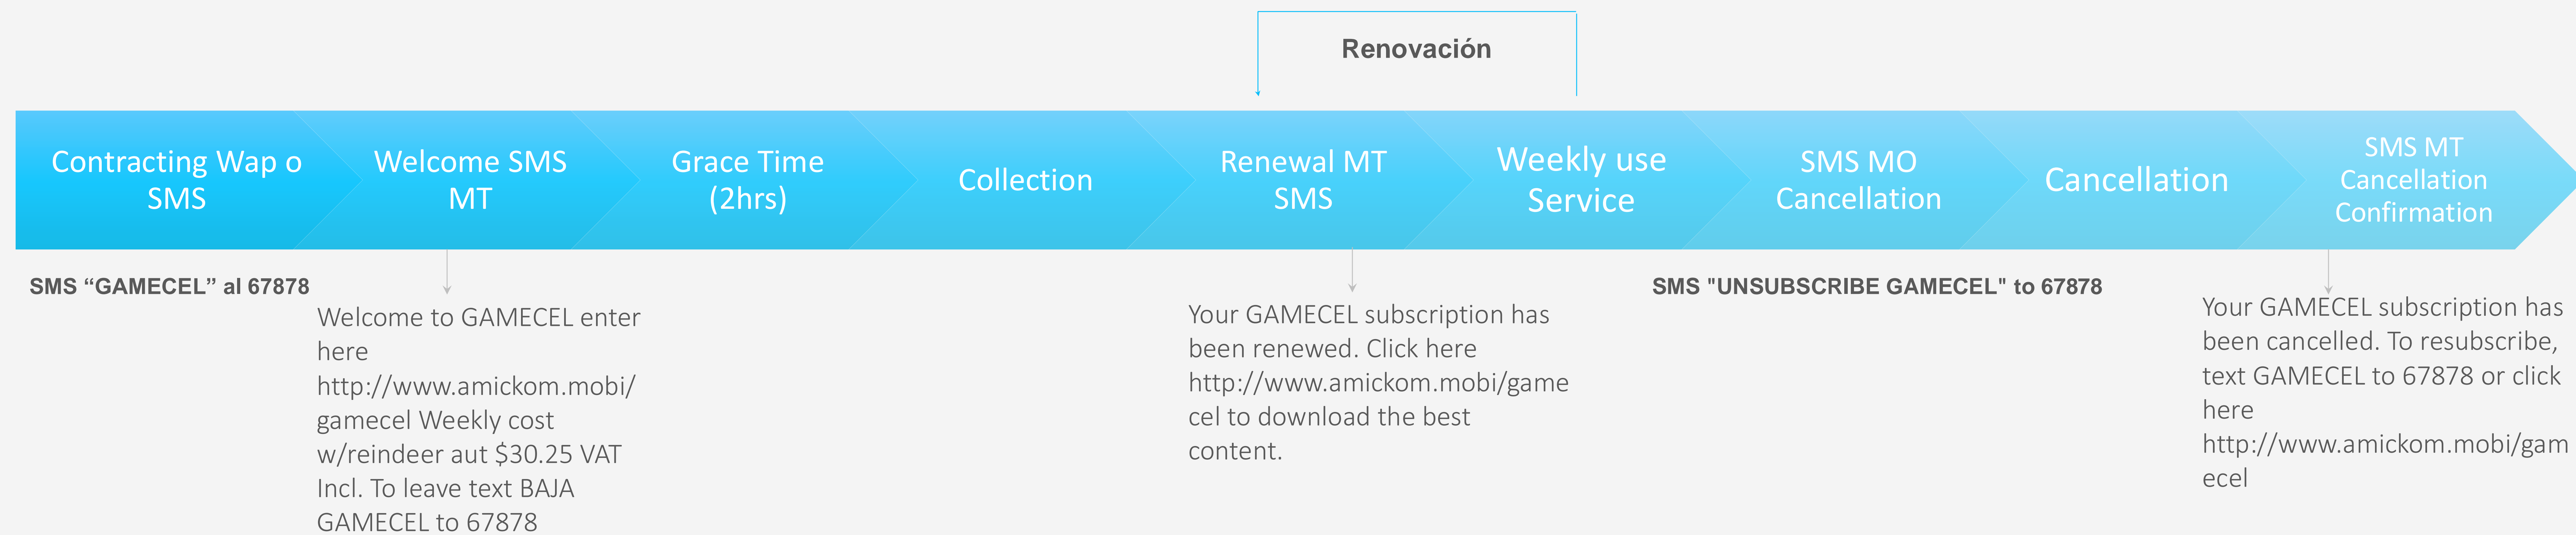 Renovación
Contracting Wap o
SMS
Welcome SMS
MT
Grace Time
(2hrs)
Collection
Renewal MT
SMS
Weekly use
Service
SMS MO
Cancellation
Cancellation
SMS MT
Cancellation
Confirmation
SMS “GAMECEL” al 67878
Welcome to GAMECEL enter
here
http://www.amickom.mobi/
gamecel Weekly cost
w/reindeer aut $30.25 VAT
Incl. To leave text BAJA
GAMECEL to 67878
Your GAMECEL subscription has
been renewed. Click here
http://www.amickom.mobi/game
cel to download the best
content.
SMS "UNSUBSCRIBE GAMECEL" to 67878
Your GAMECEL subscription has
been cancelled. To resubscribe,
text GAMECEL to 67878 or click
here
http://www.amickom.mobi/gam
ecel